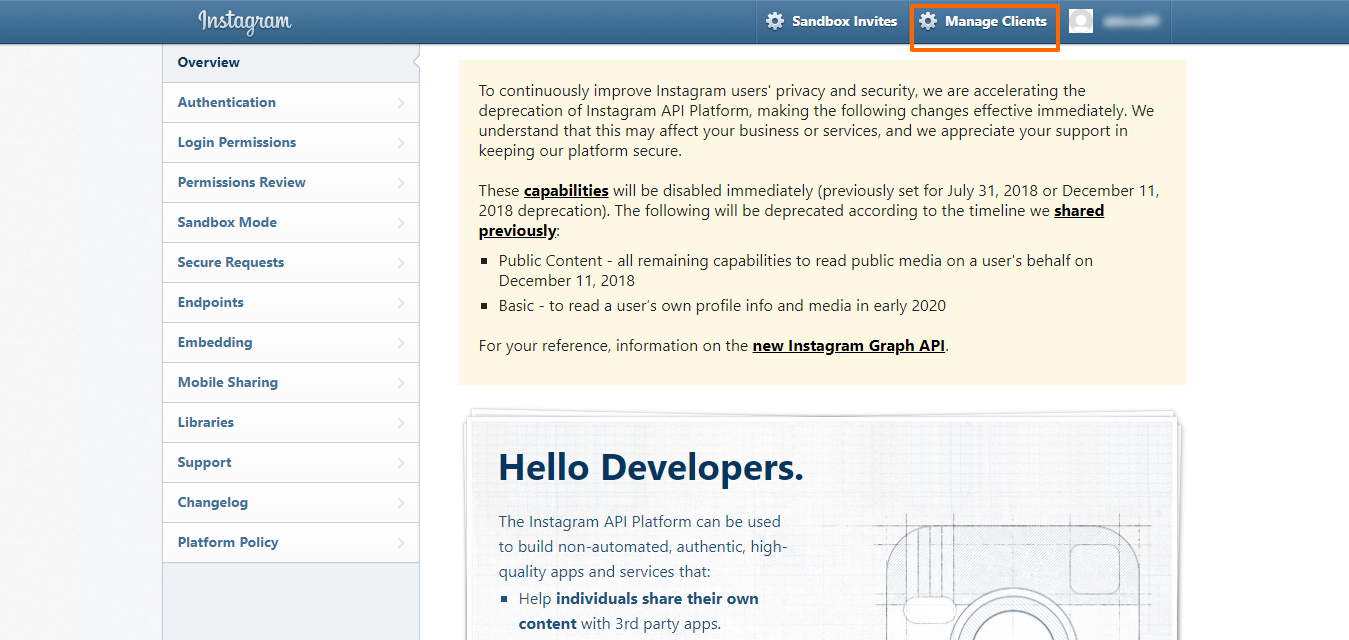 Instagram
Sandbox Invites
Manage Clients
Overview
Authentication
Login Permissions
Permissions Review
Sandbox Mode
Secure Requests
Endpoints
Embedding
Mobile Sharing
Libraries
Support
Changelog
Platform Policy
To continuously improve Instagram users' privacy and security, we are accelerating the
deprecation of Instagram API Platform, making the following changes effective immediately. We
understand that this may affect your business or services, and we appreciate your support in
keeping our platform secure.
These capabilities will be disabled immediately (previously set for July 31, 2018 or December 11,
2018 deprecation). The following will be deprecated according to the timeline we shared
previously:
Public Content - all remaining capabilities to read public media on a user's behalf on
December 11, 2018
Basic - to read a user’s own profile info and media in early 2020
For your reference, information on the new Instagram Graph API.
Hello Developers.
The Instagram API Platform can be used
to build non-automated, authentic, high-
quality apps and services that:
Help individuals share their own
content with 3rd party apps.